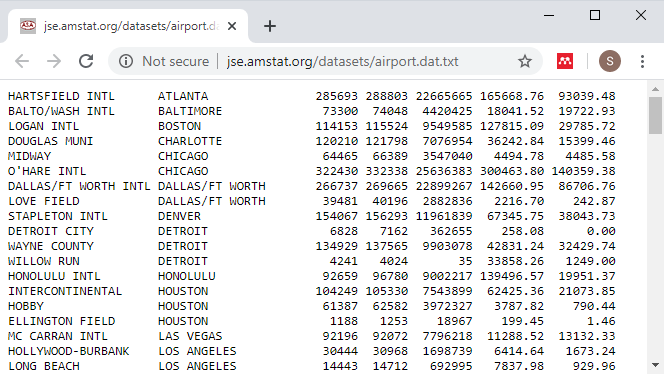 ASA jse.amstat.org/datasets/airport.da
Not secure | jse.amstat.org/datasets/airport.dat.txt S
HARTSFIELD INTL ATLANTA 285693 288803 22665665 165668.76 93039.48
BALTO/WASH INTL BALTIMORE 73300 74048 4420425 18041.52 19722.93
LOGAN INTL BOSTON 114153 115524 9549585 127815.09 29785.72
DOUGLAS MUNI CHARLOTTE 120210 121798 7076954 36242.84 15399.46
MIDWAY CHICAGO 64465 66389 3547040 4494.78 4485.58
O'HARE INTL CHICAGO 322430 332338 25636383 300463.80 140359.38
DALLAS/FT WORTH INTL DALLAS/FT WORTH 266737 269665 22899267 142660.95 86706.76
LOVE FIELD DALLAS/FT WORTH 39481 40196 2882836 2216.70 242.87
STAPLETON INTL DENVER 154067 156293 11961839 67345.75 38043.73
DETROIT CITY DETROIT 6828 7162 362655 258.08 0.00
WAYNE COUNTY DETROIT 134929 137565 9903078 42831.24 32429.74
WILLOW RUN DETROIT 4241 4024 35 33858.26 1249.00
HONOLULU INTL HONOLULU 92659 96780 9002217 139496.57 19951.37
INTERCONTINENTAL HOUSTON 104249 105330 7543899 62425.36 21073.85
HOBBY HOUSTON 61387 62582 3972327 3787.82 790.44
ELLINGTON FIELD HOUSTON 1188 1253 18967 199.45 1.46
MC CARRAN INTL LAS VEGAS 92196 92072 7796218 11288.52 13132.33
HOLLYWOOD-BURBANK LOS ANGELES 30444 30968 1698739 6414.64 1673.24
LONG BEACH LOS ANGELES 14443 14712 692995 7837.98 929.96